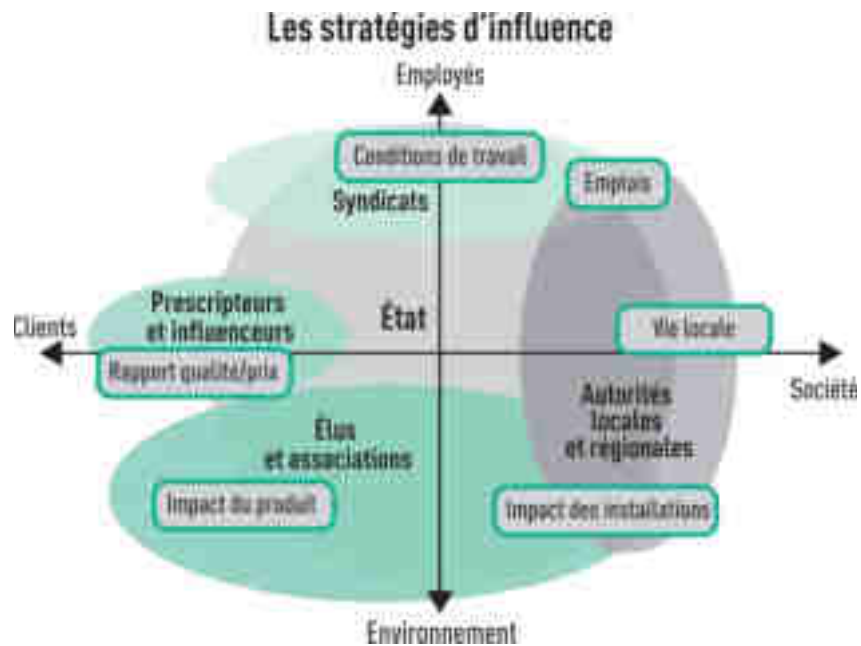 Les stratégies d'influence
Employés
Conditions de travail
Emplois
Syndicats
Prescripteurs
et influenceurs
État
Clients
Vie locale
Rapport qualité/prix
Société
Autorités
locales
et régionales
Élus
et associations
Impact du produit
Impact des installations
Environnement